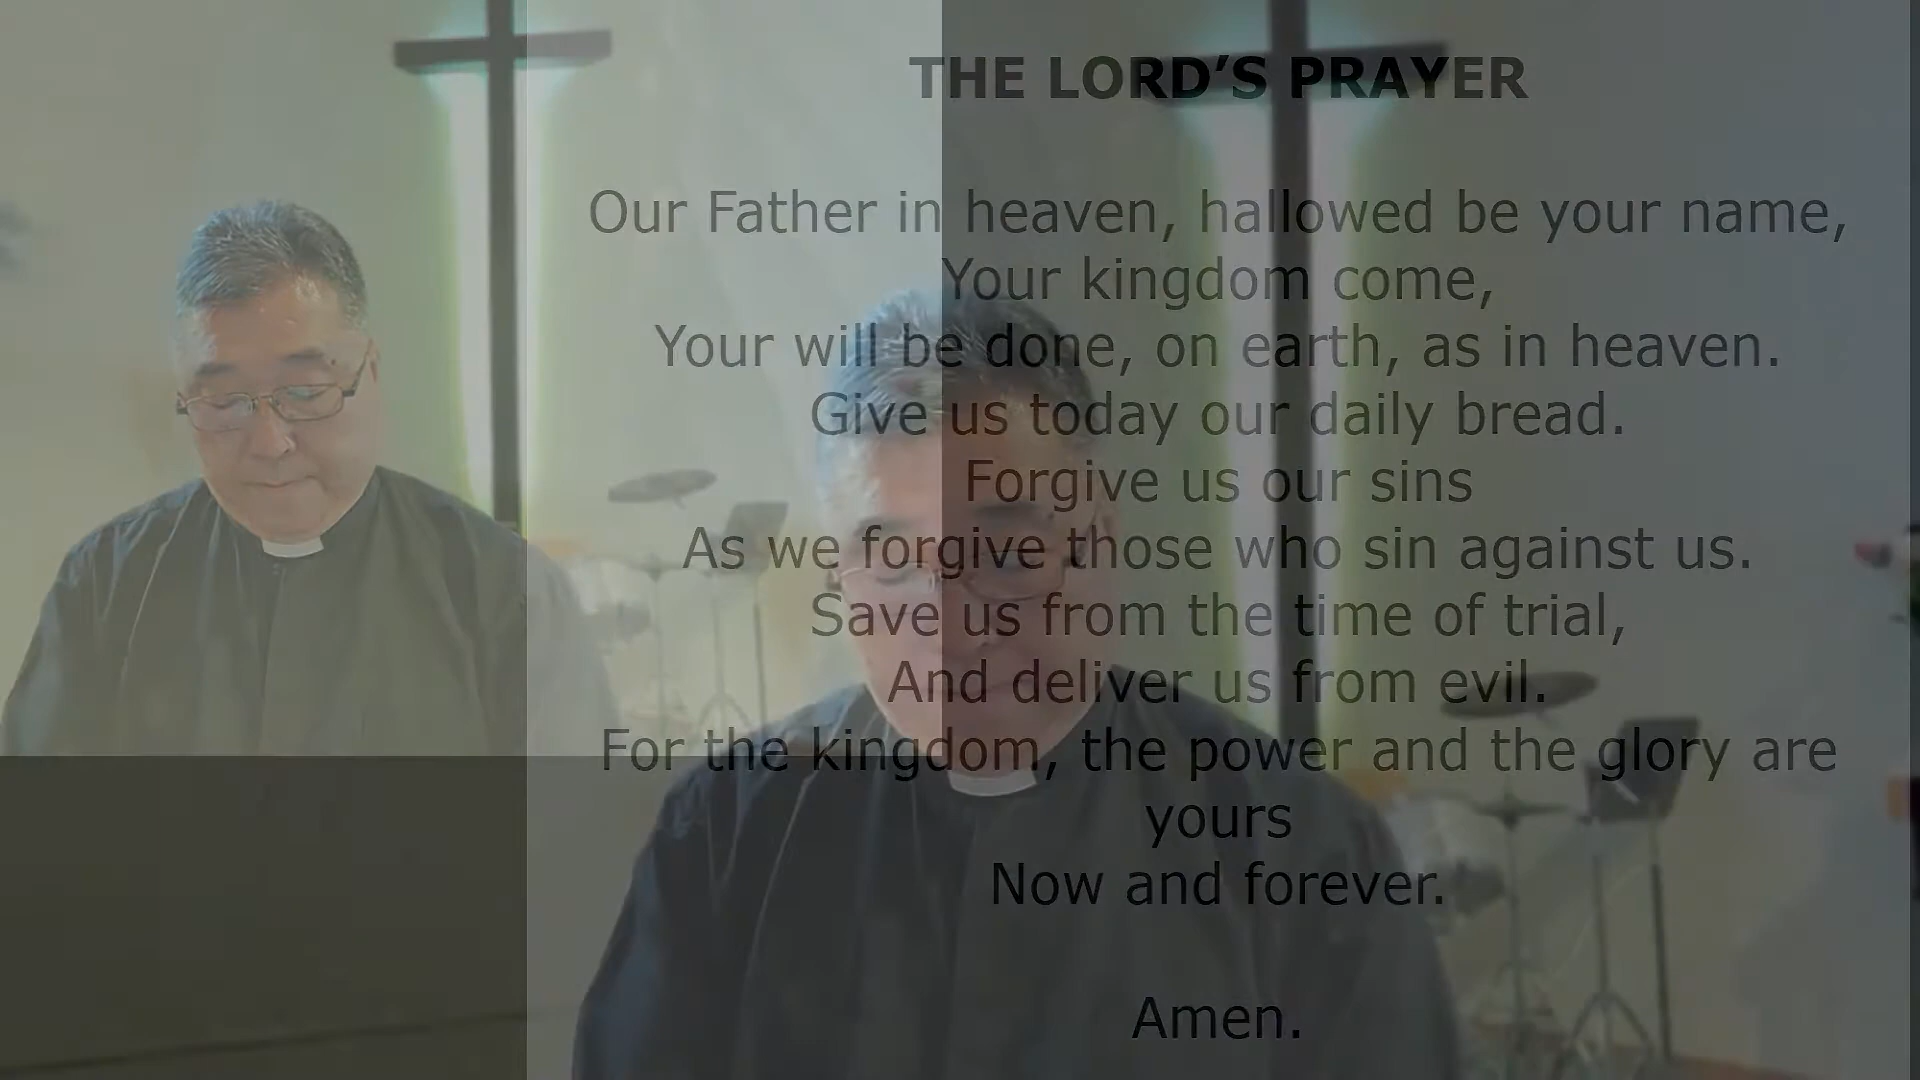 THE LORD’S PRAYER
Our Father in heaven, hallowed be your name,
Your kingdom come,
Your will be done, on earth, as in heaven.
Give us today our daily bread.
Forgive us our sins
As we forgive those who sin against us.
Save us from the time of trial,
And deliver us from evil.
For the kingdom, the power and the glory are
yours
Now and forever.
Amen.